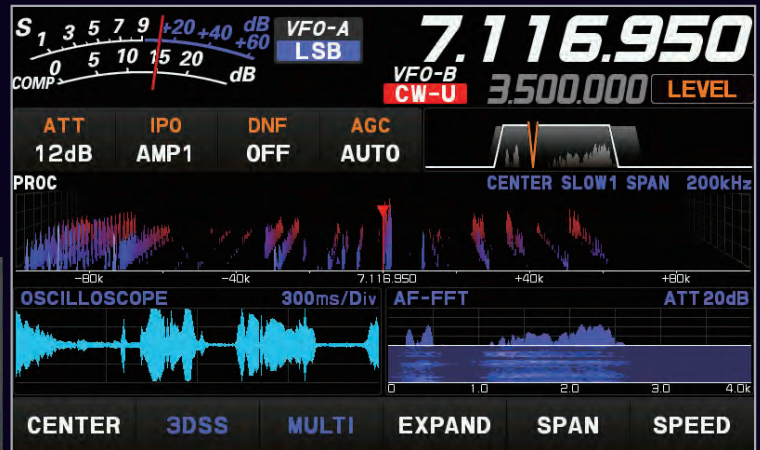 S 1 3 5 7 9 +20 +40 +60 dB
COMP 0 5 10 15 20 dB
VFO-A
LSB
7.116.950
VFO-B
CW-U
3.500.000
LEVEL
ATT IPO DNF AGC
12dB AMP1 OFF AUTO
PROC CENTER SLOW1 SPAN 200kHz
-80k -40k 7.116.950 +40k +80k
OSCILLOSCOPE 300ms/Div AF-FFT ATT 20dB
0 1.0 2.0 3.0 4.0k
CENTER 3DSS MULTI EXPAND SPAN SPEED